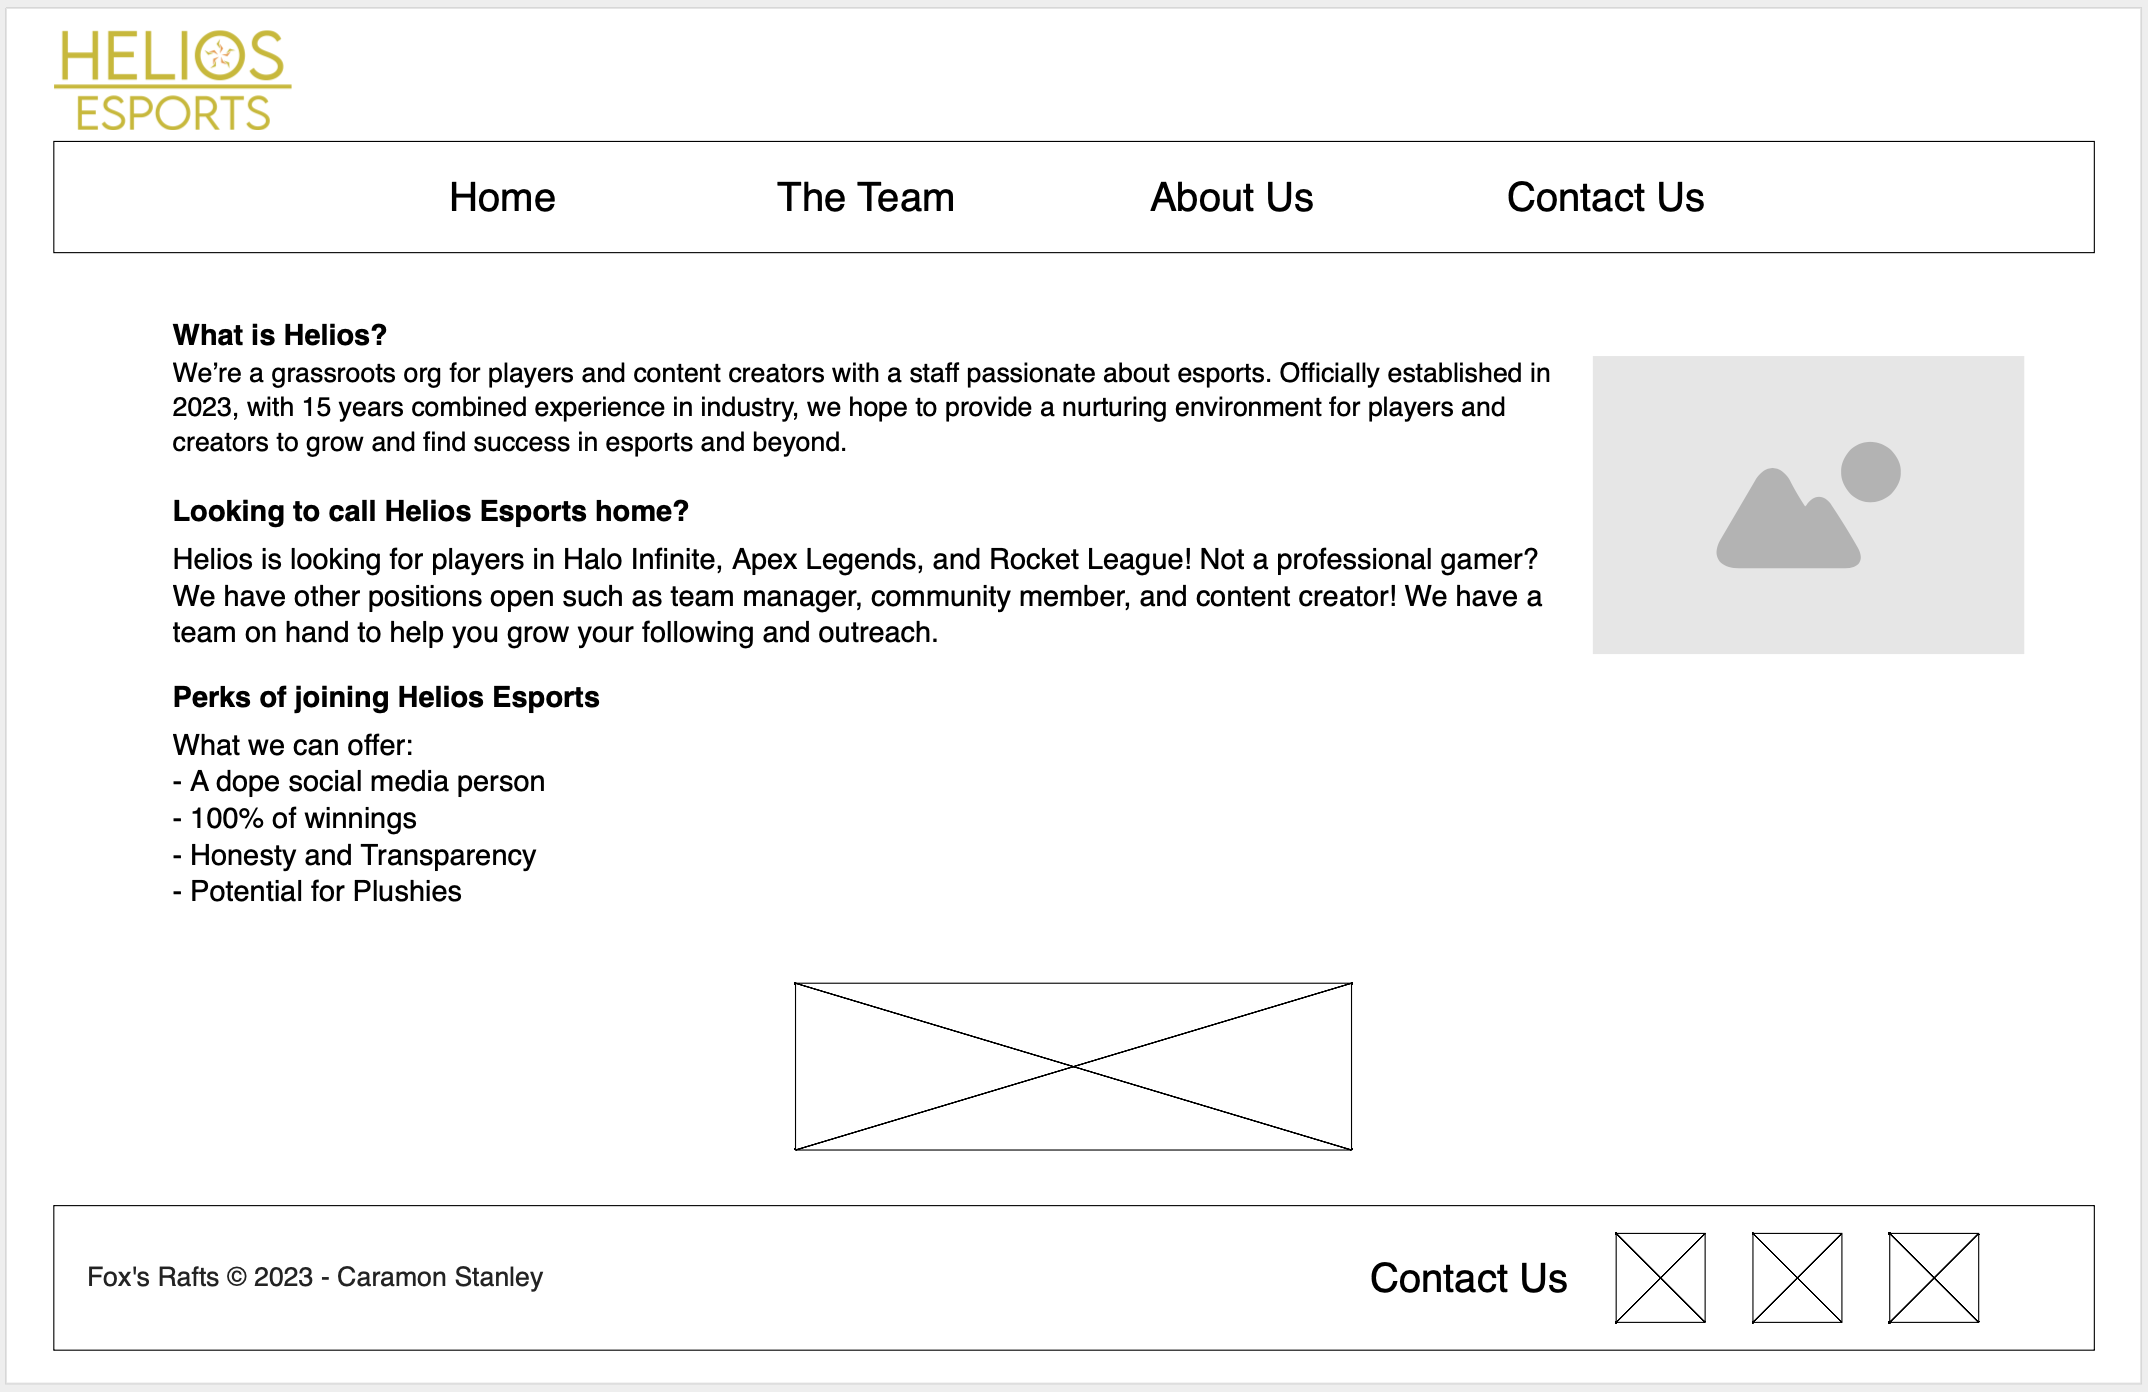 HELIOS
ESPORTS
Home The Team About Us Contact Us
What is Helios?
We’re a grassroots org for players and content creators with a staff passionate about esports. Officially established in
2023, with 15 years combined experience in industry, we hope to provide a nurturing environment for players and
creators to grow and find success in esports and beyond.
Looking to call Helios Esports home?
Helios is looking for players in Halo Infinite, Apex Legends, and Rocket League! Not a professional gamer?
We have other positions open such as team manager, community member, and content creator! We have a
team on hand to help you grow your following and outreach.
Perks of joining Helios Esports
What we can offer:
- A dope social media person
- 100% of winnings
- Honesty and Transparency
- Potential for Plushies
Fox's Rafts © 2023 - Caramon Stanley
Contact Us